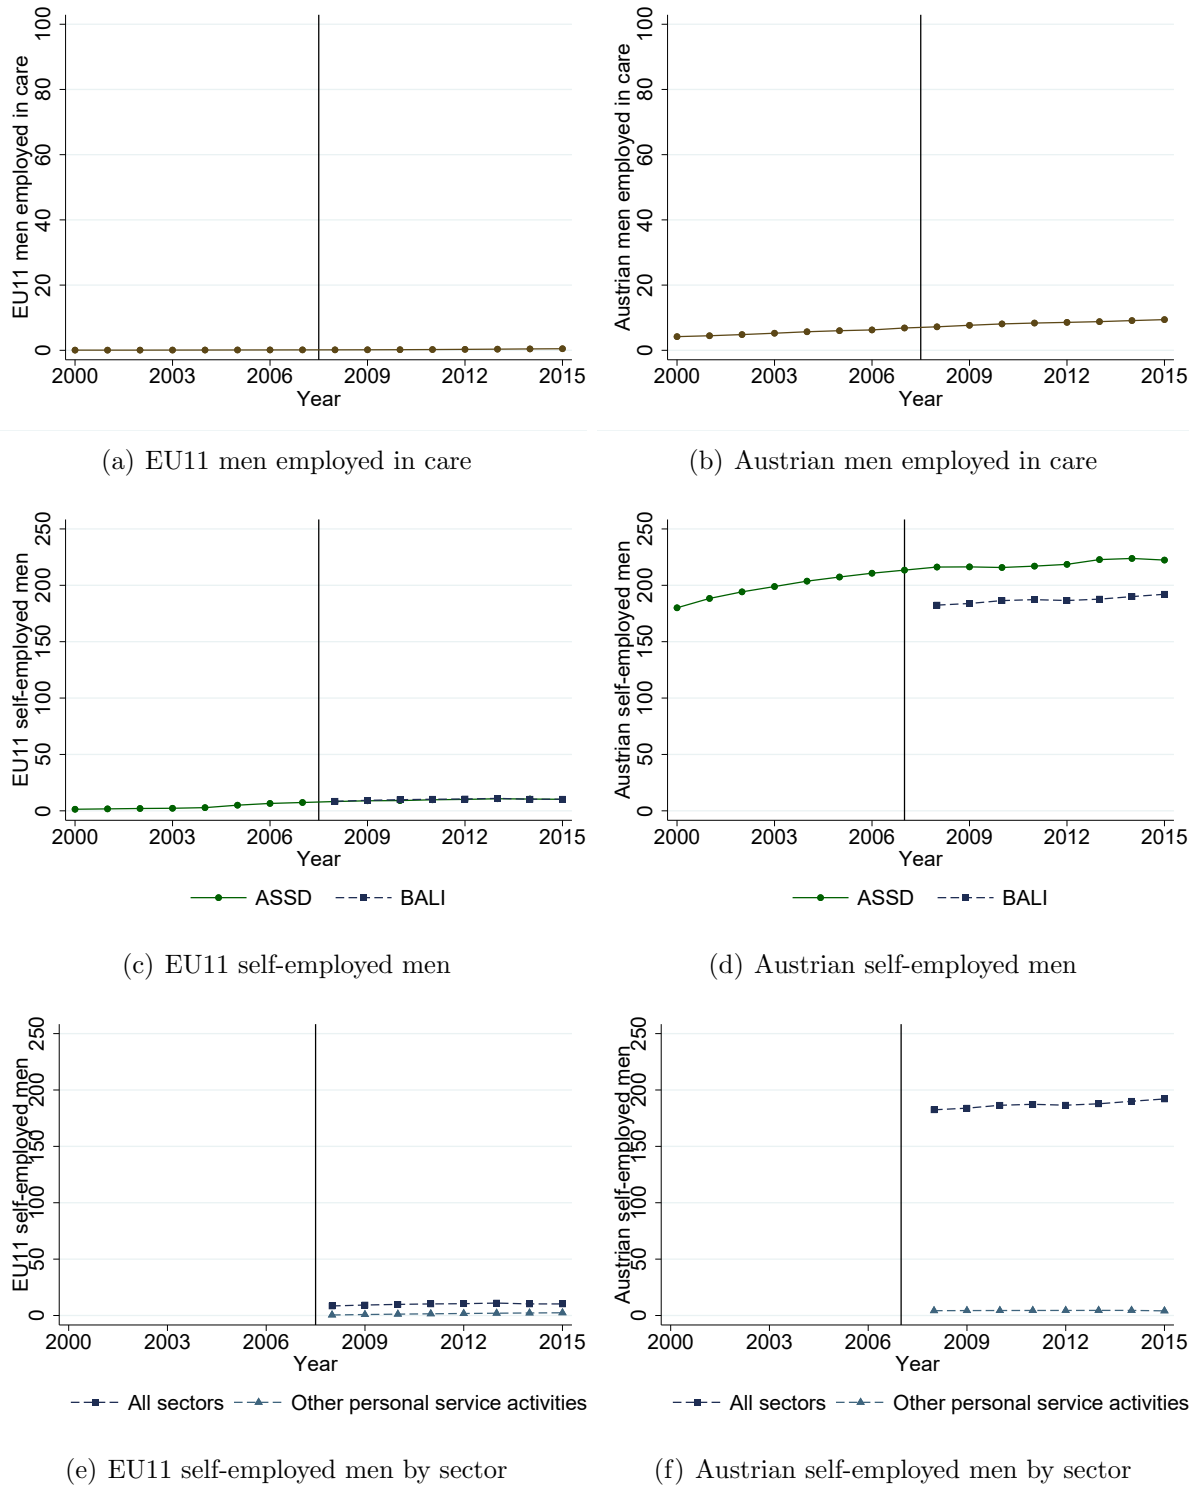 EU11 men employed in care
100
80
60
40
20
0
2000 2003 2006 2009 2012 2015
Year
(a) EU11 men employed in care
Austrian men employed in care
100
80
60
40
20
0
2000 2003 2006 2009 2012 2015
Year
(b) Austrian men employed in care
EU11 self-employed men
250
200
150
100
50
0
2000 2003 2006 2009 2012 2015
Year
ASSD BALI
(c) EU11 self-employed men
Austrian self-employed men
250
200
150
100
50
0
2000 2003 2006 2009 2012 2015
Year
ASSD BALI
(d) Austrian self-employed men
EU11 self-employed men
250
200
150
100
50
0
2000 2003 2006 2009 2012 2015
Year
All sectors Other personal service activities
(e) EU11 self-employed men by sector
Austrian self-employed men
250
200
150
100
50
0
2000 2003 2006 2009 2012 2015
Year
All sectors Other personal service activities
(f) Austrian self-employed men by sector